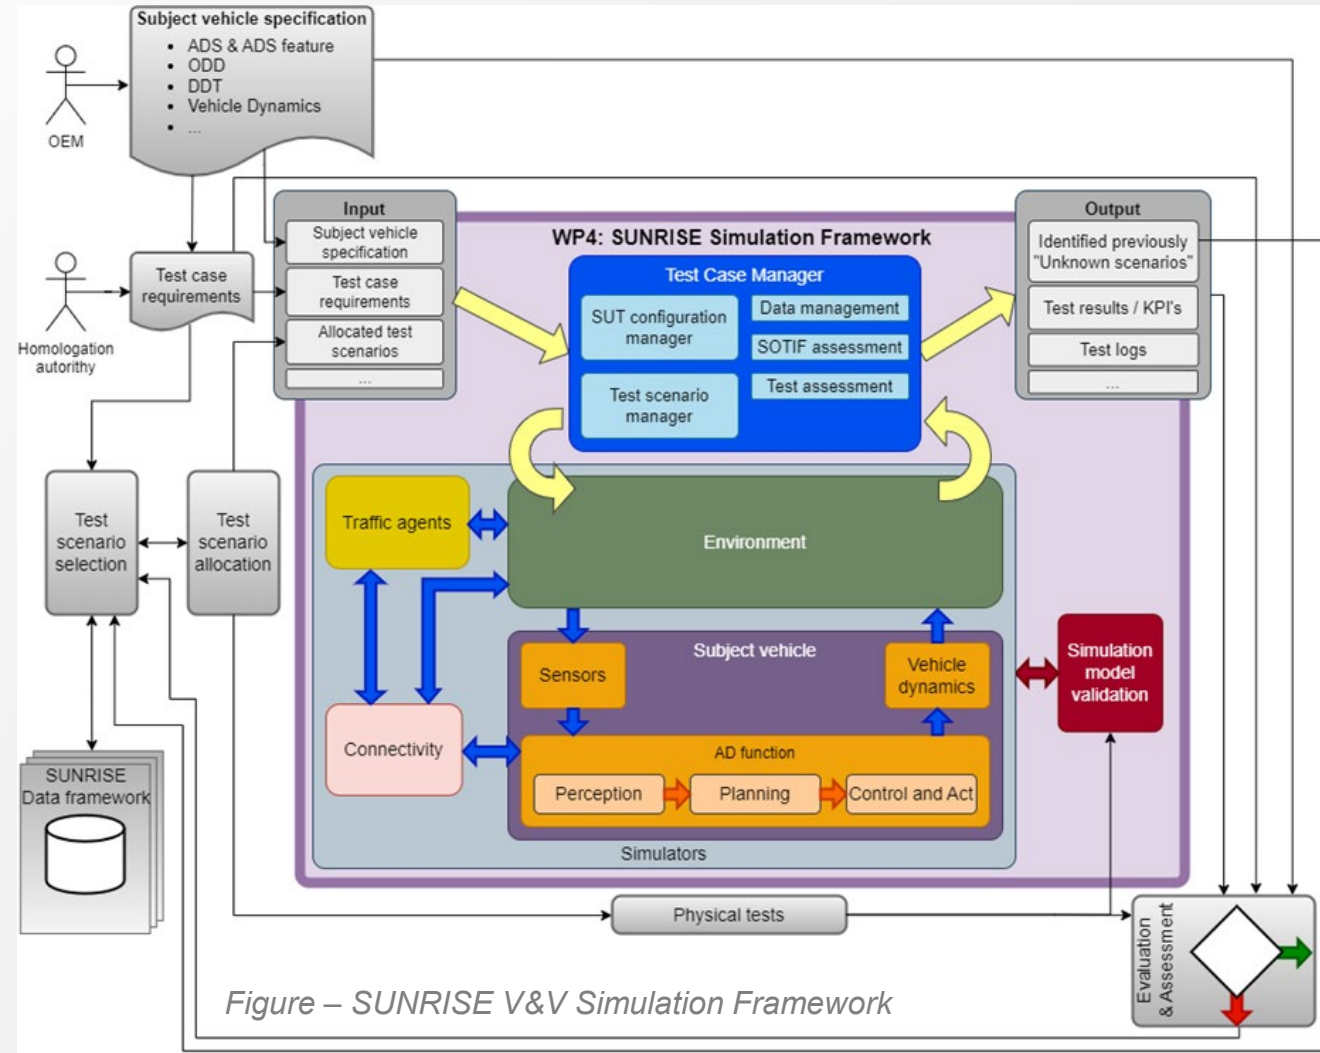 Subject vehicle specification
• ADS & ADS feature
• ODD
• DDT
• Vehicle Dynamics
• ...
OEM
Homologation
autorithy
Test case
requirements
Input
Subject vehicle
specification
Test case
requirements
Allocated test
scenarios
...
WP4: SUNRISE Simulation Framework
Test Case Manager
SUT configuration
manager
Test scenario
manager
Data management
SOTIF assessment
Test assessment
Output
Identified previously
"Unknown scenarios"
Test results / KPI's
Test logs
...
Test
scenario
selection
Test
scenario
allocation
Traffic agents
Environment
Subject vehicle
Sensors
Vehicle
dynamics
Connectivity
AD function
Perception
Planning
Control and Act
Simulators
Simulation
model
validation
SUNRISE
Data framework
Physical tests
Evaluation
& Assessment
Figure – SUNRISE V&V Simulation Framework